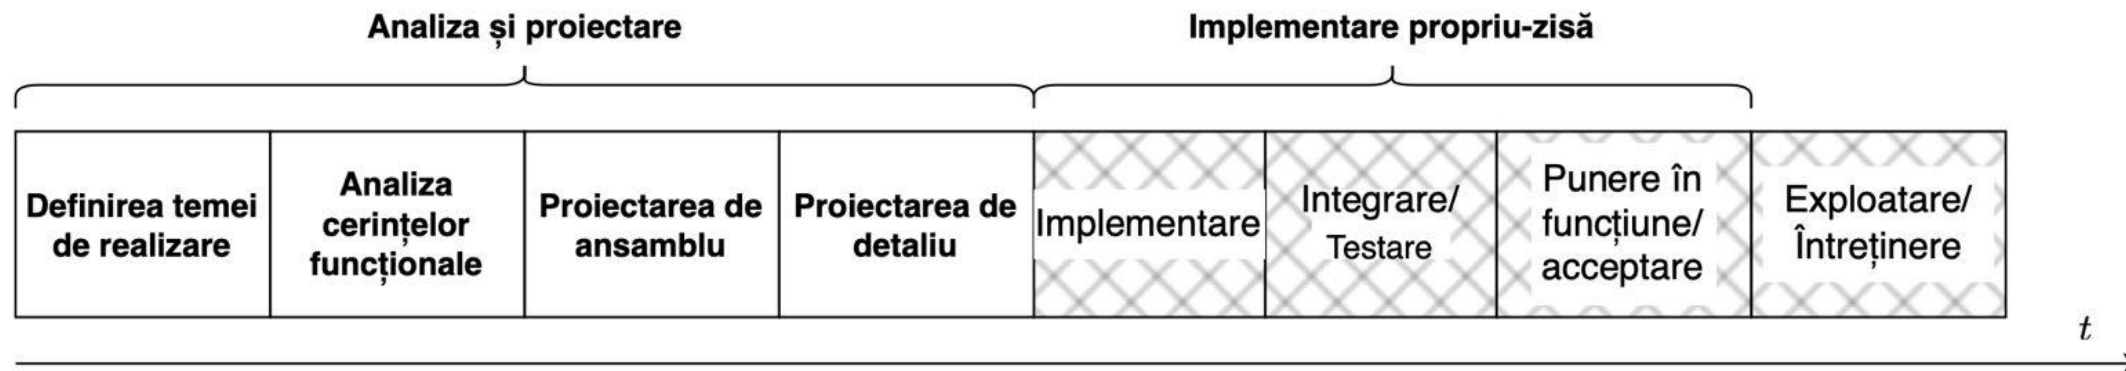 Analiza și proiectare
Implementare propriu-zisă
Definirea temei
de realizare
Analiza
cerințelor
funcționale
Proiectarea de
ansamblu
Proiectarea de
detaliu
Implementare
Integrare/
Testare
Punere în
funcțiune/
acceptare
Exploatare/
Întreținere
t